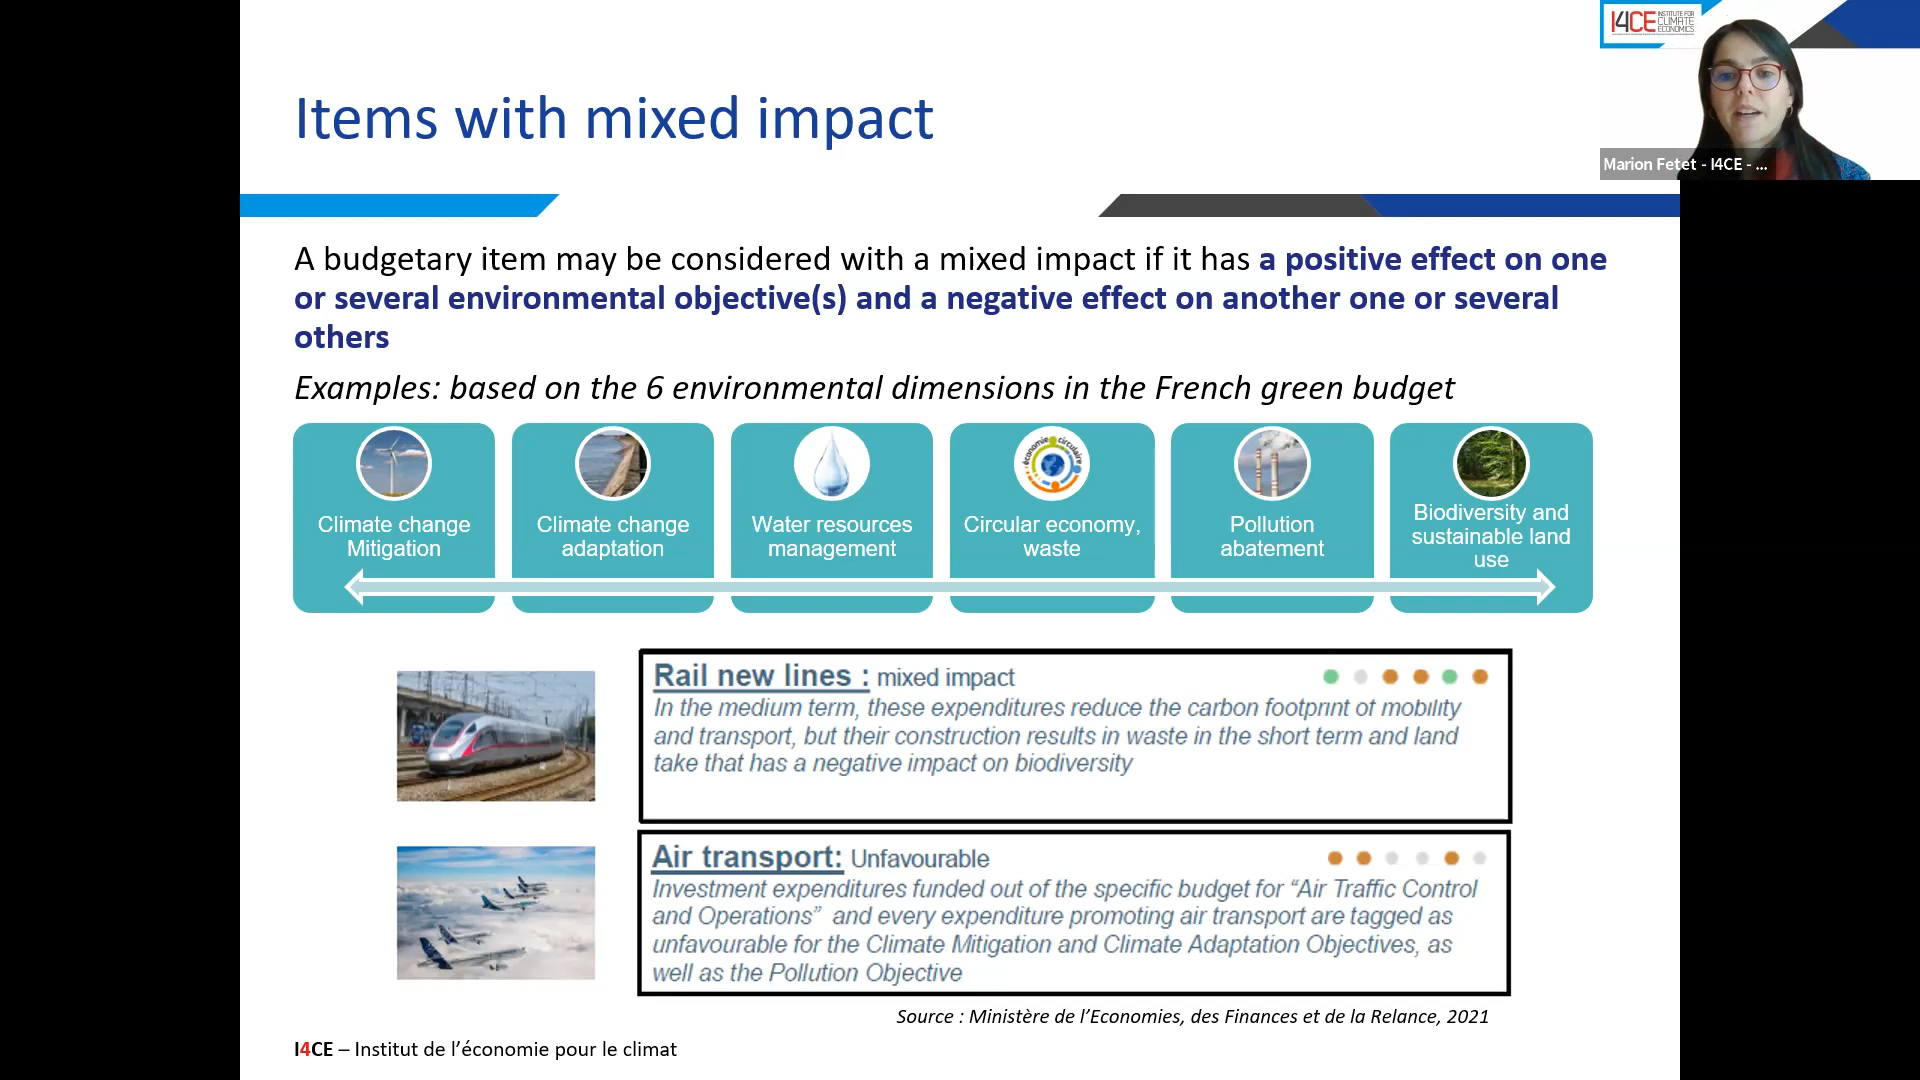 Items with mixed impact
I4CE INSTITUTE FOR
CLIMATE
ECONOMICS
Marion Fetet - I4CE - ...
A budgetary item may be considered with a mixed impact if it has a positive effect on one
or several environmental objective(s) and a negative effect on another one or several
others
Examples: based on the 6 environmental dimensions in the French green budget
Climate change
Mitigation
Climate change
adaptation
Water resources
management
économie circulaire
Circular economy,
waste
Pollution
abatement
Biodiversity and
sustainable land
use
Rail new lines : mixed impact
In the medium term, these expenditures reduce the carbon footprint of mobility
and transport, but their construction results in waste in the short term and land
take that has a negative impact on biodiversity
Air transport: Unfavourable
Investment expenditures funded out of the specific budget for “Air Traffic Control
and Operations” and every expenditure promoting air transport are tagged as
unfavourable for the Climate Mitigation and Climate Adaptation Objectives, as
well as the Pollution Objective
Source : Ministère de l’Economies, des Finances et de la Relance, 2021
I4CE – Institut de l’économie pour le climat